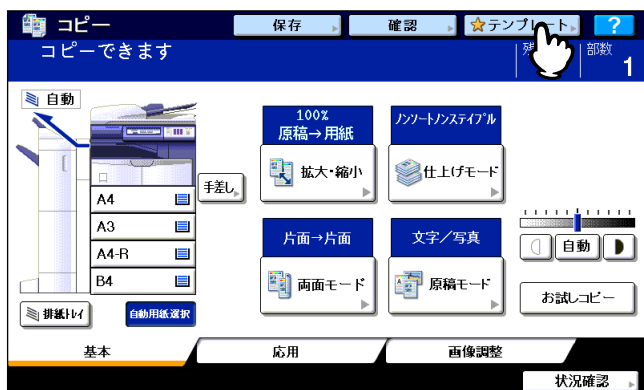 コピー
保存
確認
テンプレート
?
コピーできます
部数
1
自動
100%
原稿→用紙
ノンソートノンステイプル
拡大・縮小
仕上げモード
手差し
A4
A3
A4-R
B4
片面→片面
文字/写真
自動
両面モード
原稿モード
お試しコピー
排紙トレイ
自動用紙選択
基本
応用
画像調整
状況確認